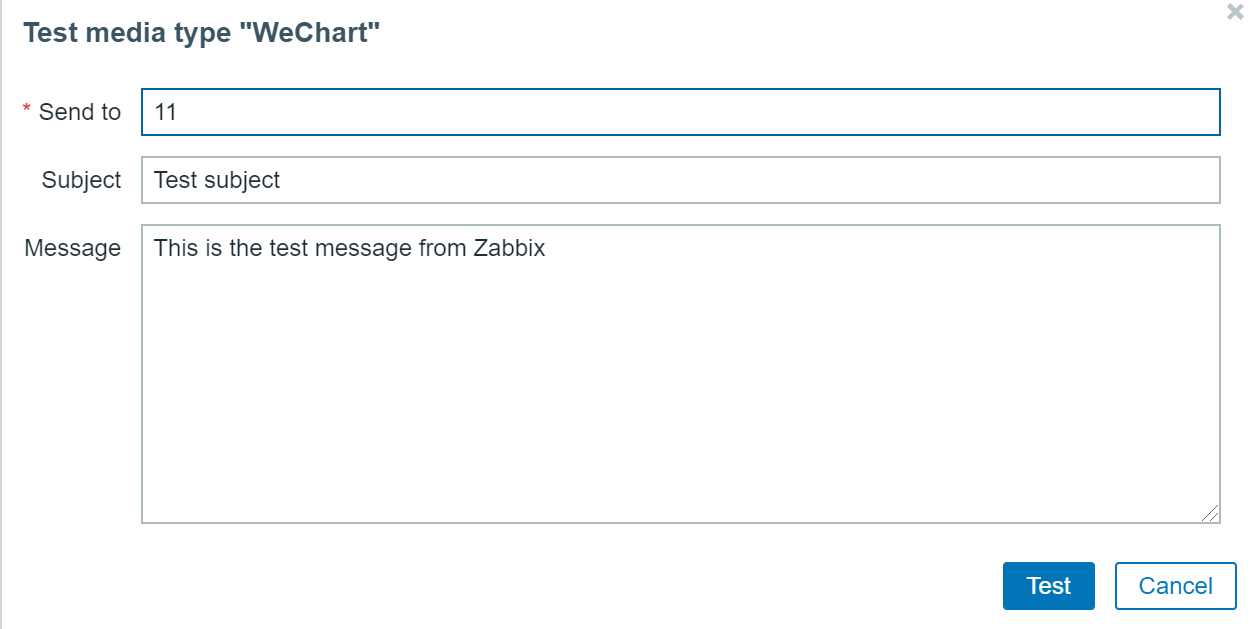 Test media type "WeChart"
* Send to 11
Subject Test subject
Message This is the test message from Zabbix
Test Cancel